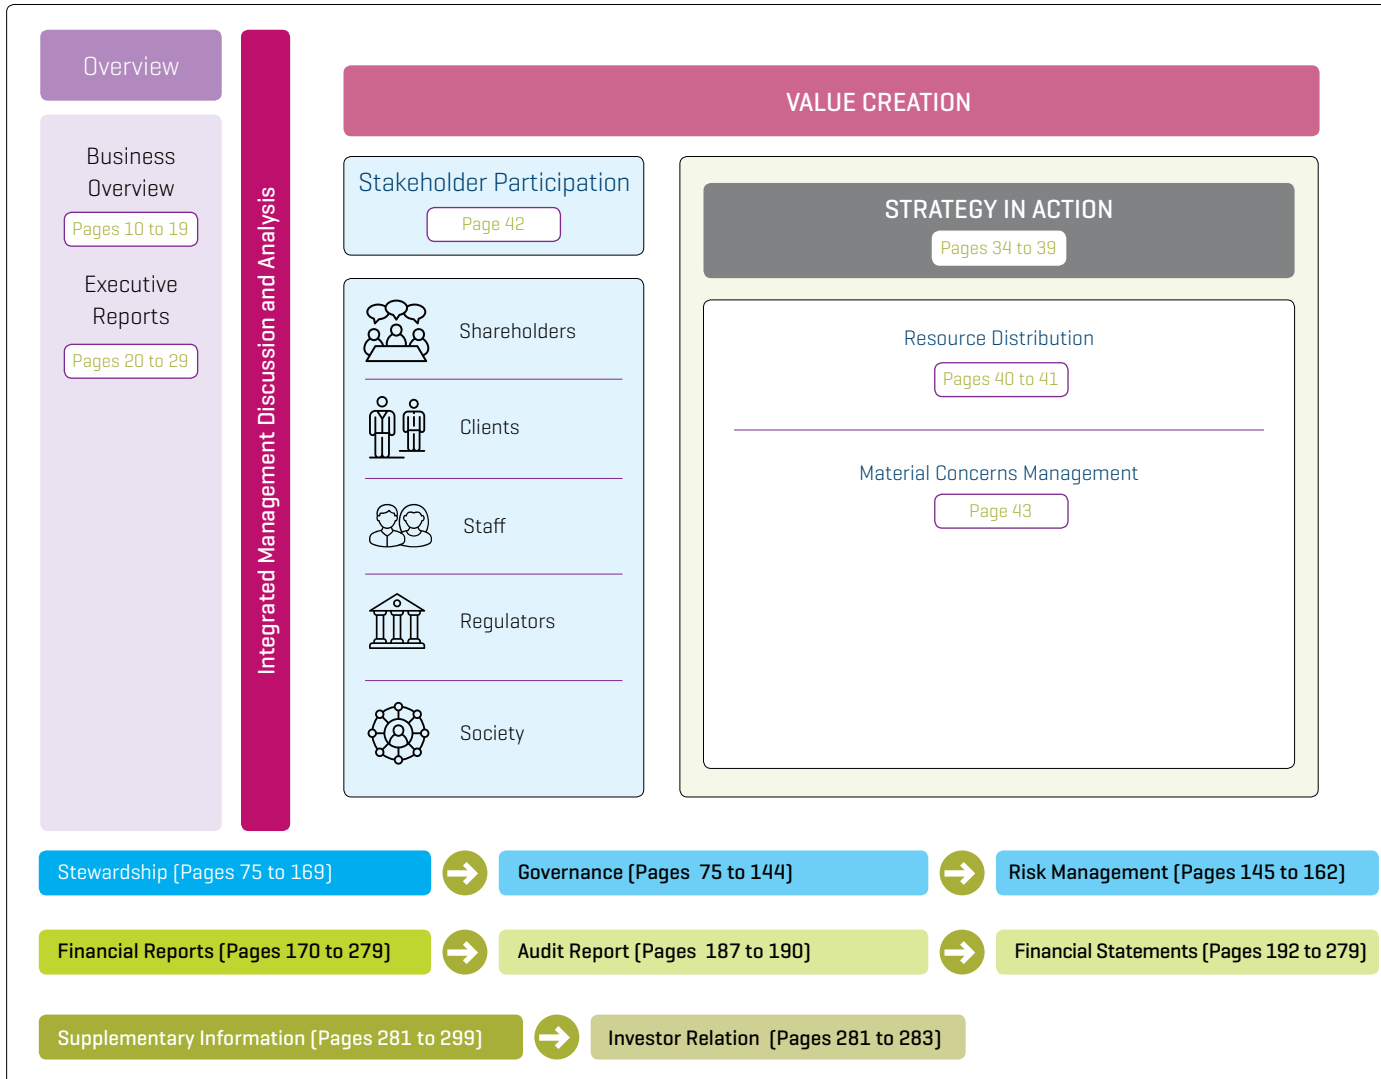 Overview
Business
Overview
Pages 10 to 19
Executive
Reports
Pages 20 to 29
Integrated Management Discussion and Analysis
VALUE CREATION
Stakeholder Participation
Page 42
Shareholders
Clients
Staff
Regulators
Society
STRATEGY IN ACTION
Pages 34 to 39
Resource Distribution
Pages 40 to 41
Material Concerns Management
Page 43
Stewardship (Pages 75 to 169)
Governance (Pages 75 to 144)
Risk Management (Pages 145 to 162)
Financial Reports (Pages 170 to 279)
Audit Report (Pages 187 to 190)
Financial Statements (Pages 192 to 279)
Supplementary Information (Pages 281 to 299)
Investor Relation (Pages 281 to 283)